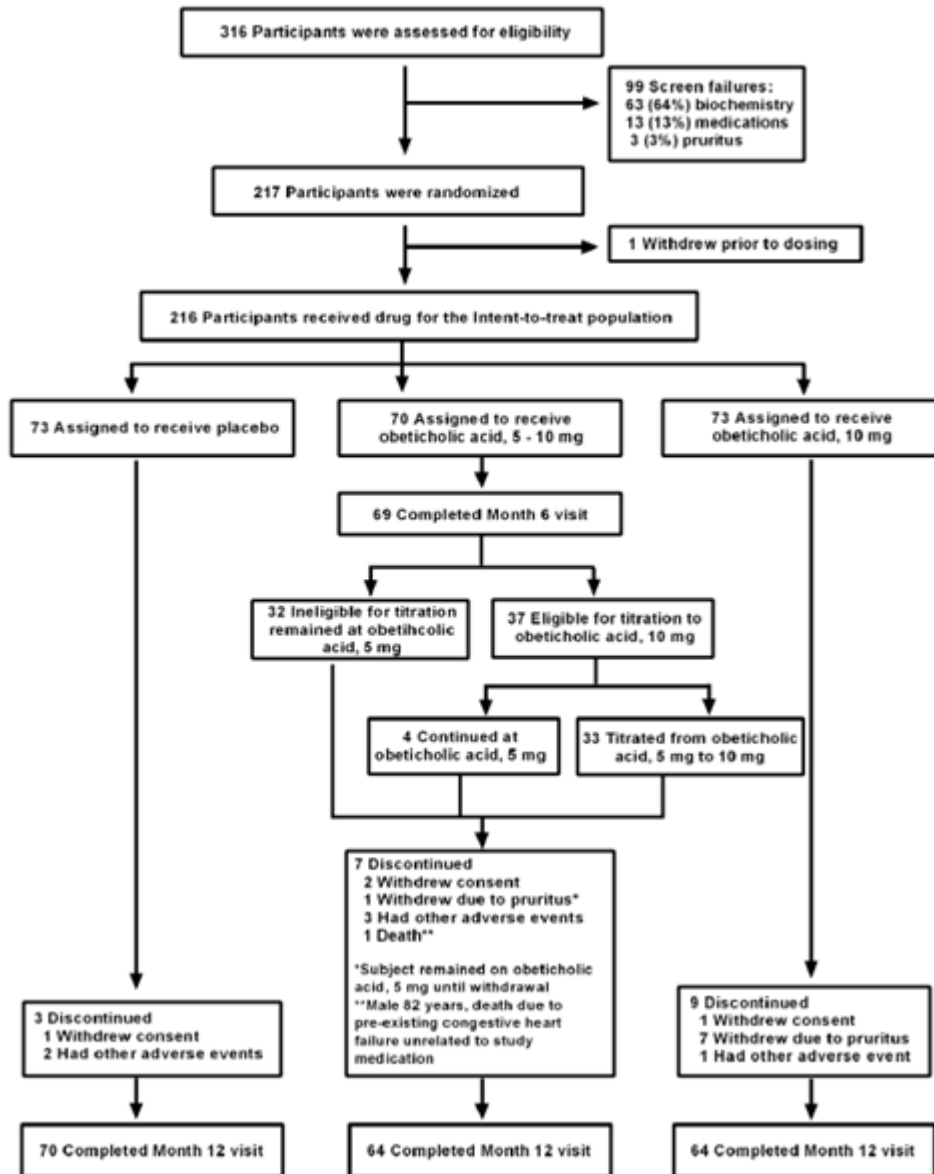 316 Participants were assessed for eligibility
99 Screen failures:
63 (64%) biochemistry
13 (13%) medications
3 (3%) pruritus
217 Participants were randomized
1 Withdrew prior to dosing
216 Participants received drug for the Intent-to-treat population
73 Assigned to receive placebo
70 Assigned to receive
obeticholic acid, 5 - 10 mg
73 Assigned to receive
obeticholic acid, 10 mg
69 Completed Month 6 visit
32 Ineligible for titration
remained at obetihcolic
acid, 5 mg
37 Eligible for titration to
obeticholic acid, 10 mg
4 Continued at
obeticholic acid, 5 mg
33 Titrated from obeticholic
acid, 5 mg to 10 mg
7 Discontinued
2 Withdrew consent
1 Withdrew due to pruritus*
3 Had other adverse events
1 Death**
*Subject remained on obeticholic
acid, 5 mg until withdrawal
**Male 82 years, death due to
pre-existing congestive heart
failure unrelated to study
medication
3 Discontinued
1 Withdrew consent
2 Had other adverse events
9 Discontinued
1 Withdrew consent
7 Withdrew due to pruritus
1 Had other adverse event
70 Completed Month 12 visit
64 Completed Month 12 visit
64 Completed Month 12 visit